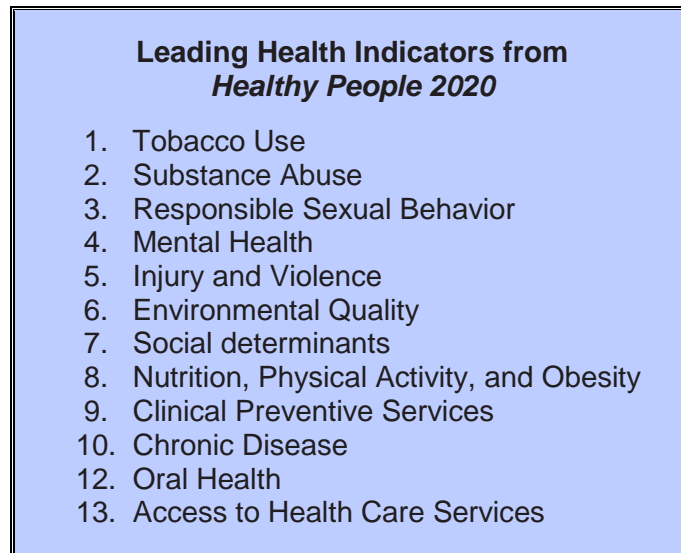 Leading Health Indicators from
Healthy People 2020
1. Tobacco Use
2. Substance Abuse
3. Responsible Sexual Behavior
4. Mental Health
5. Injury and Violence
6. Environmental Quality
7. Social determinants
8. Nutrition, Physical Activity, and Obesity
9. Clinical Preventive Services
10. Chronic Disease
12. Oral Health
13. Access to Health Care Services